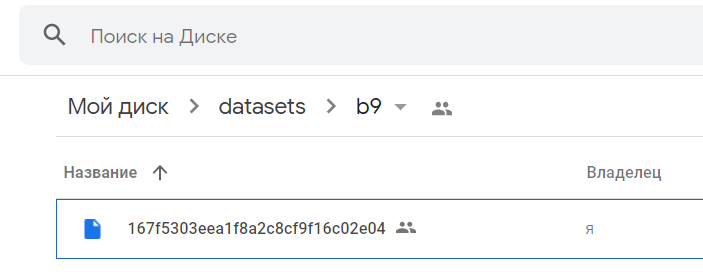 Поиск на Диске
Мой диск > datasets > b9
Название Владелец
167f5303eea1f8a2c8cf9f16c02e04 я